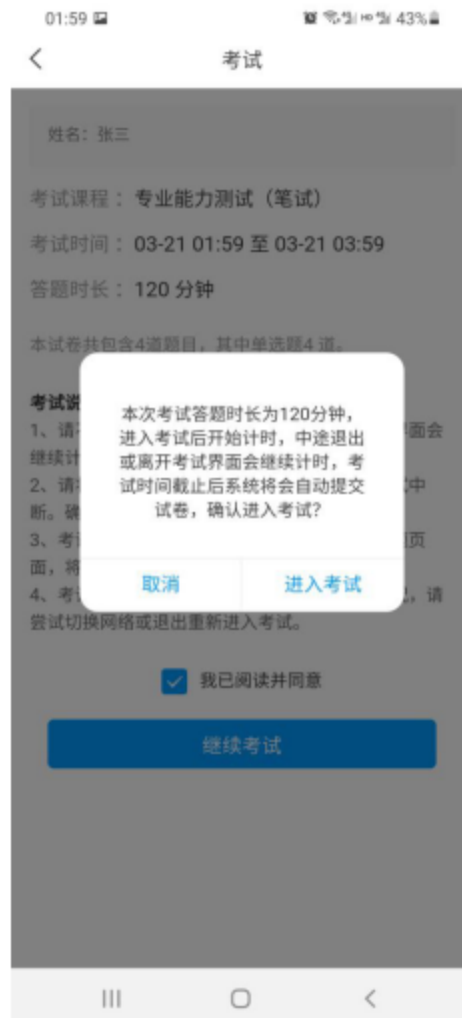 01:59 43%
考试
姓名：张三
考试课程：专业能力测试（笔试）
考试时间：03-21 01:59 至 03-21 03:59
答题时长：120 分钟
本试卷共包含4道题目，其中单选题4 道。
考试说
1、请
界面会
继续计
2、请
中
断。确
3、考
页
面，将
4、考
，请
尝试切换网络或退出重新进入考试。
本次考试答题时长为120分钟，
进入考试后开始计时，中途退出
或离开考试界面会继续计时，考
试时间截止后系统将会自动提交
试卷，确认进入考试？
取消 进入考试
我已阅读并同意
继续考试